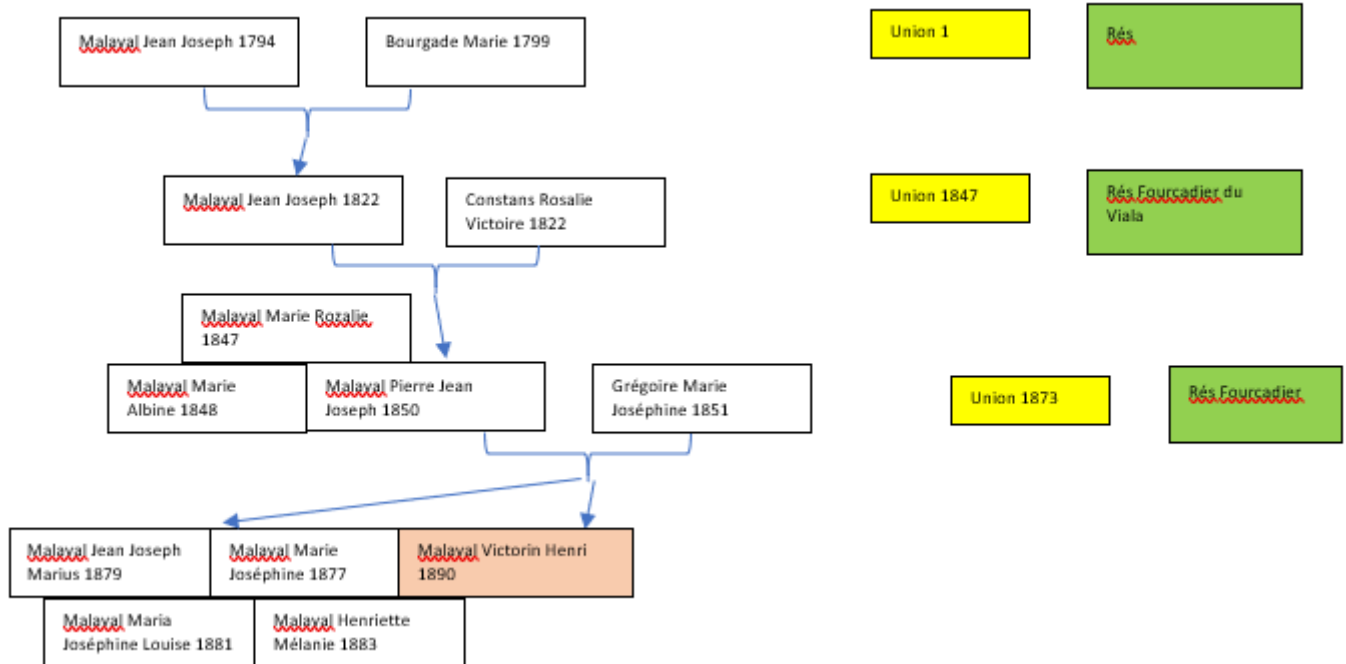 Malaval Jean Joseph 1794
Bourgade Marie 1799
Union 1
Rés
Malaval Jean Joseph 1822
Constans Rosalie
Victoire 1822
Union 1847
Rés Fourcadier du
Viala
Malaval Marie Rozalie
1847
Malaval Marie
Albine 1848
Malaval Pierre Jean
Joseph 1850
Grégoire Marie
Joséphine 1851
Union 1873
Rés Fourcadier
Malaval Jean Joseph
Marius 1879
Malaval Marie
Joséphine 1877
Malaval Victorin Henri
1890
Malaval Maria
Joséphine Louise 1881
Malaval Henriette
Mélanie 1883